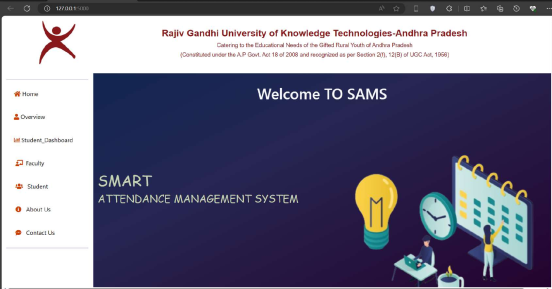 127.0.0.1:5000
Rajiv Gandhi University of Knowledge Technologies-Andhra Pradesh
Catering to the Educational Needs of the Gifted Rural Youth of Andhra Pradesh
(Constituted under the A.P Govt. Act 18 of 2008 and recognized as per Section 2(f), 12(B) of UGC Act, 1956)
Home
Overview
Student_Dashboard
Faculty
Student
About Us
Contact Us
Welcome TO SAMS
SMART
ATTENDANCE MANAGEMENT SYSTEM